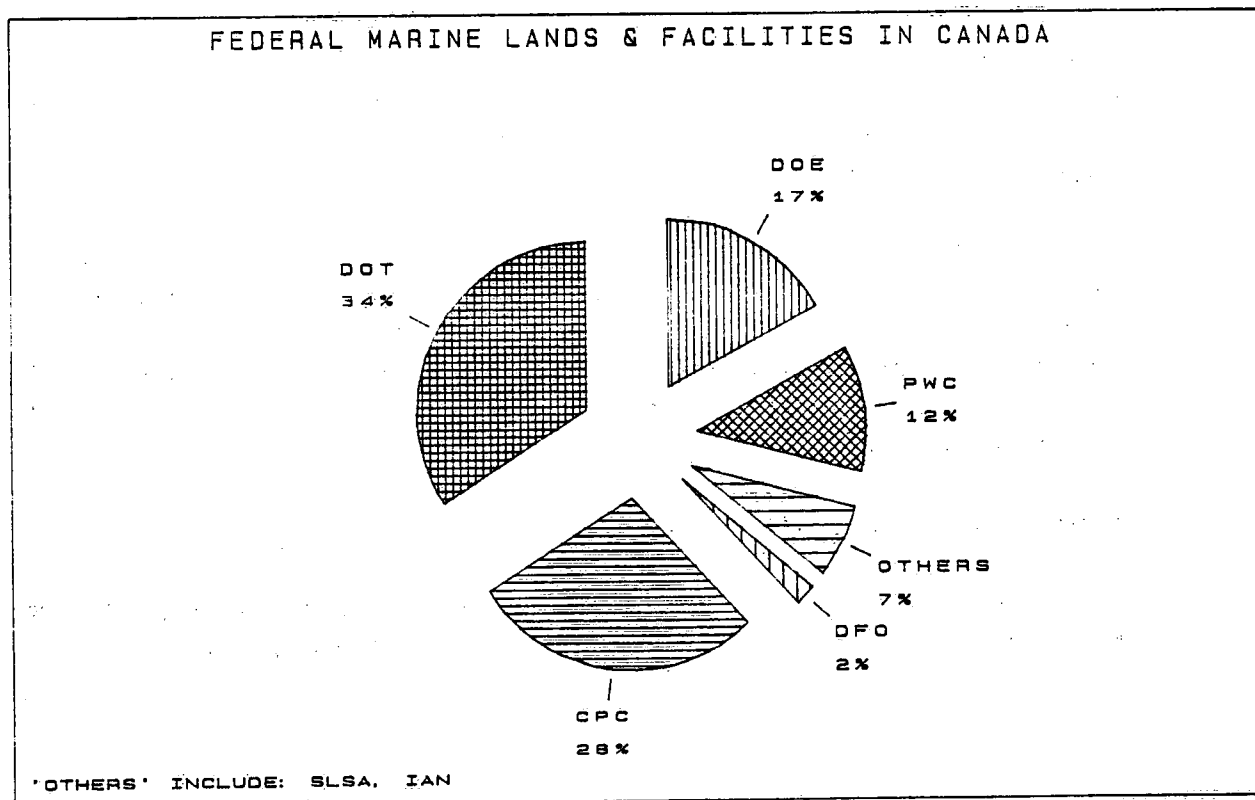 FEDERAL MARINE LANDS & FACILITIES IN CANADA
DOE
17%
DOT
34%
PWC
12%
OTHERS
7%
DFO
2%
CPC
28%
"OTHERS" INCLUDE: SLSA, IAN